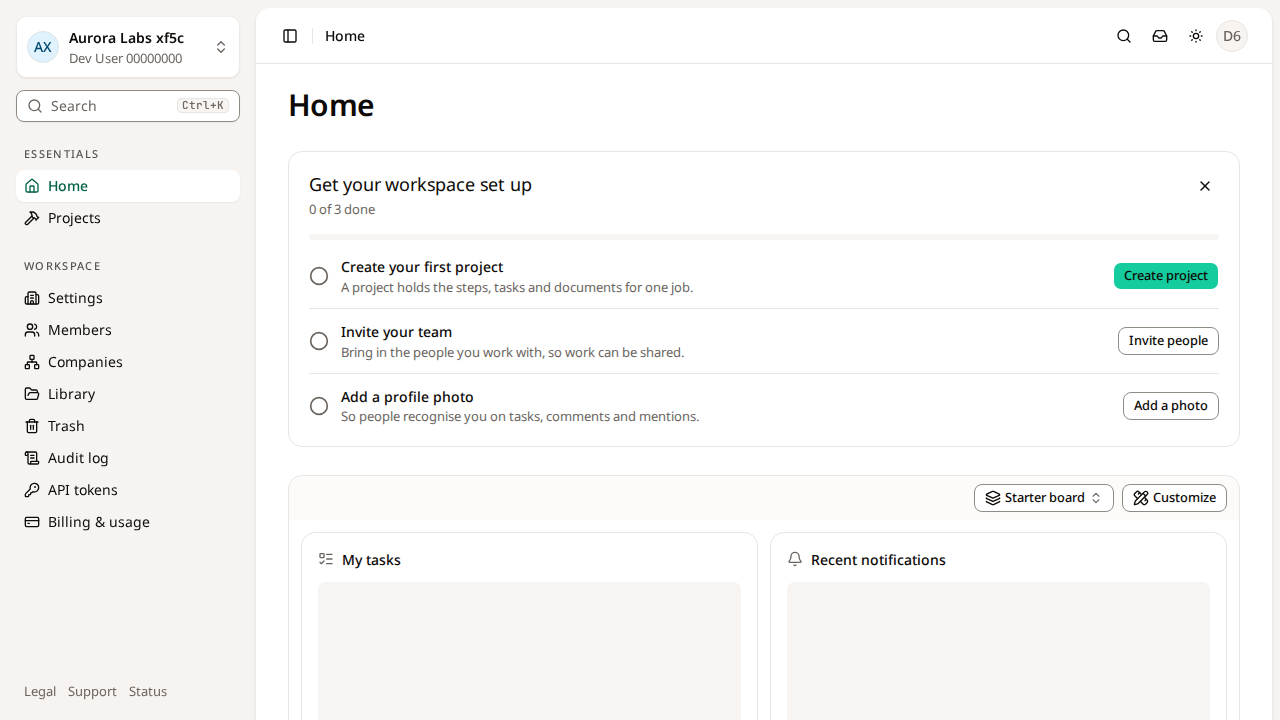 AX
Aurora Labs xf5c
Dev User 00000000
Search
Ctrl+K
ESSENTIALS
Home
Projects
WORKSPACE
Settings
Members
Companies
Library
Trash
Audit log
API tokens
Billing & usage
Legal Support Status
Home
D6
Home
Get your workspace set up
0 of 3 done
Create your first project
A project holds the steps, tasks and documents for one job.
Create project
Invite your team
Bring in the people you work with, so work can be shared.
Invite people
Add a profile photo
So people recognise you on tasks, comments and mentions.
Add a photo
Starter board
Customize
My tasks
Recent notifications